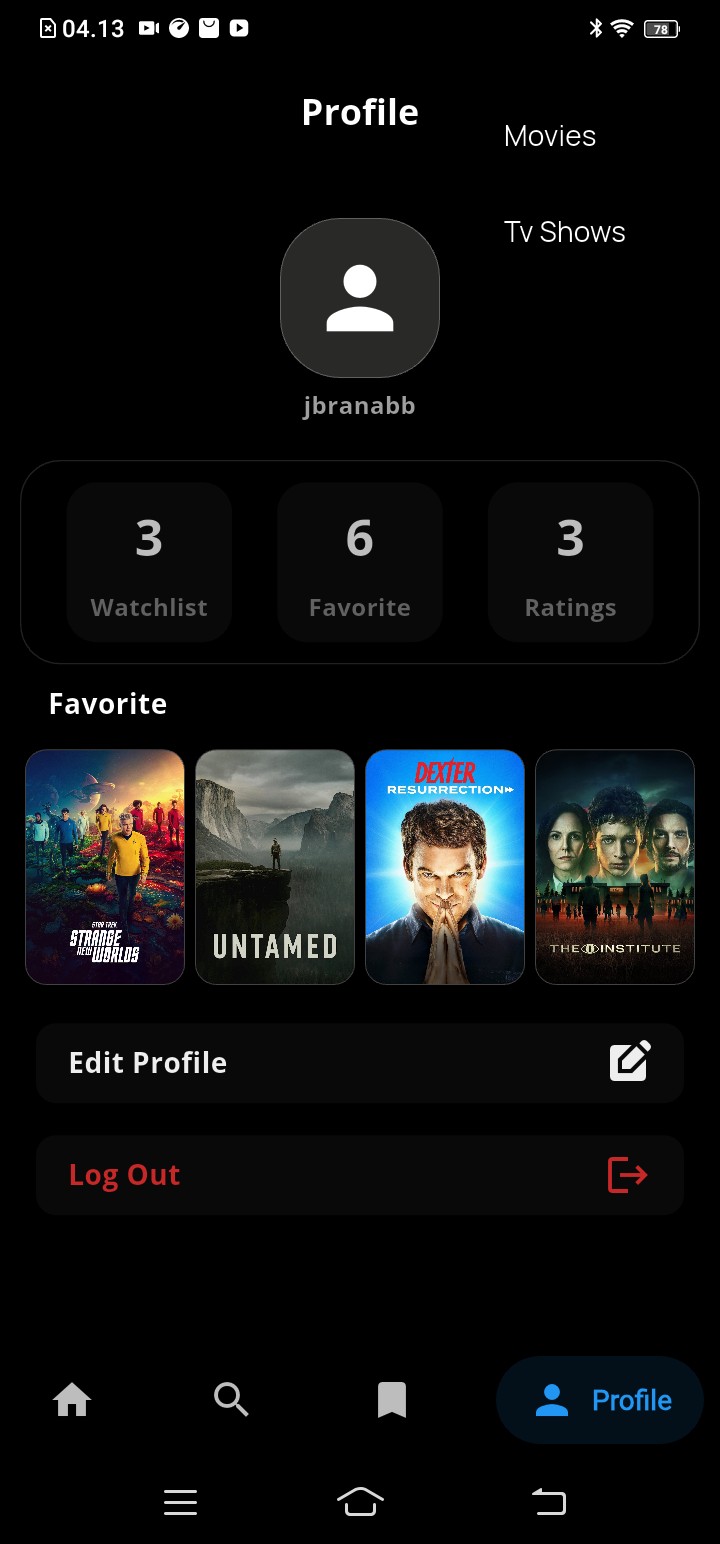 04.13
78
Profile
Movies
Tv Shows
jbranabb
3
6
3
Watchlist
Favorite
Ratings
Favorite
STAR TREK
STRANGE
NEW WORLDS
UNTAMED
DEXTER
RESURRECTION
THE INSTITUTE
Edit Profile
Log Out
Profile